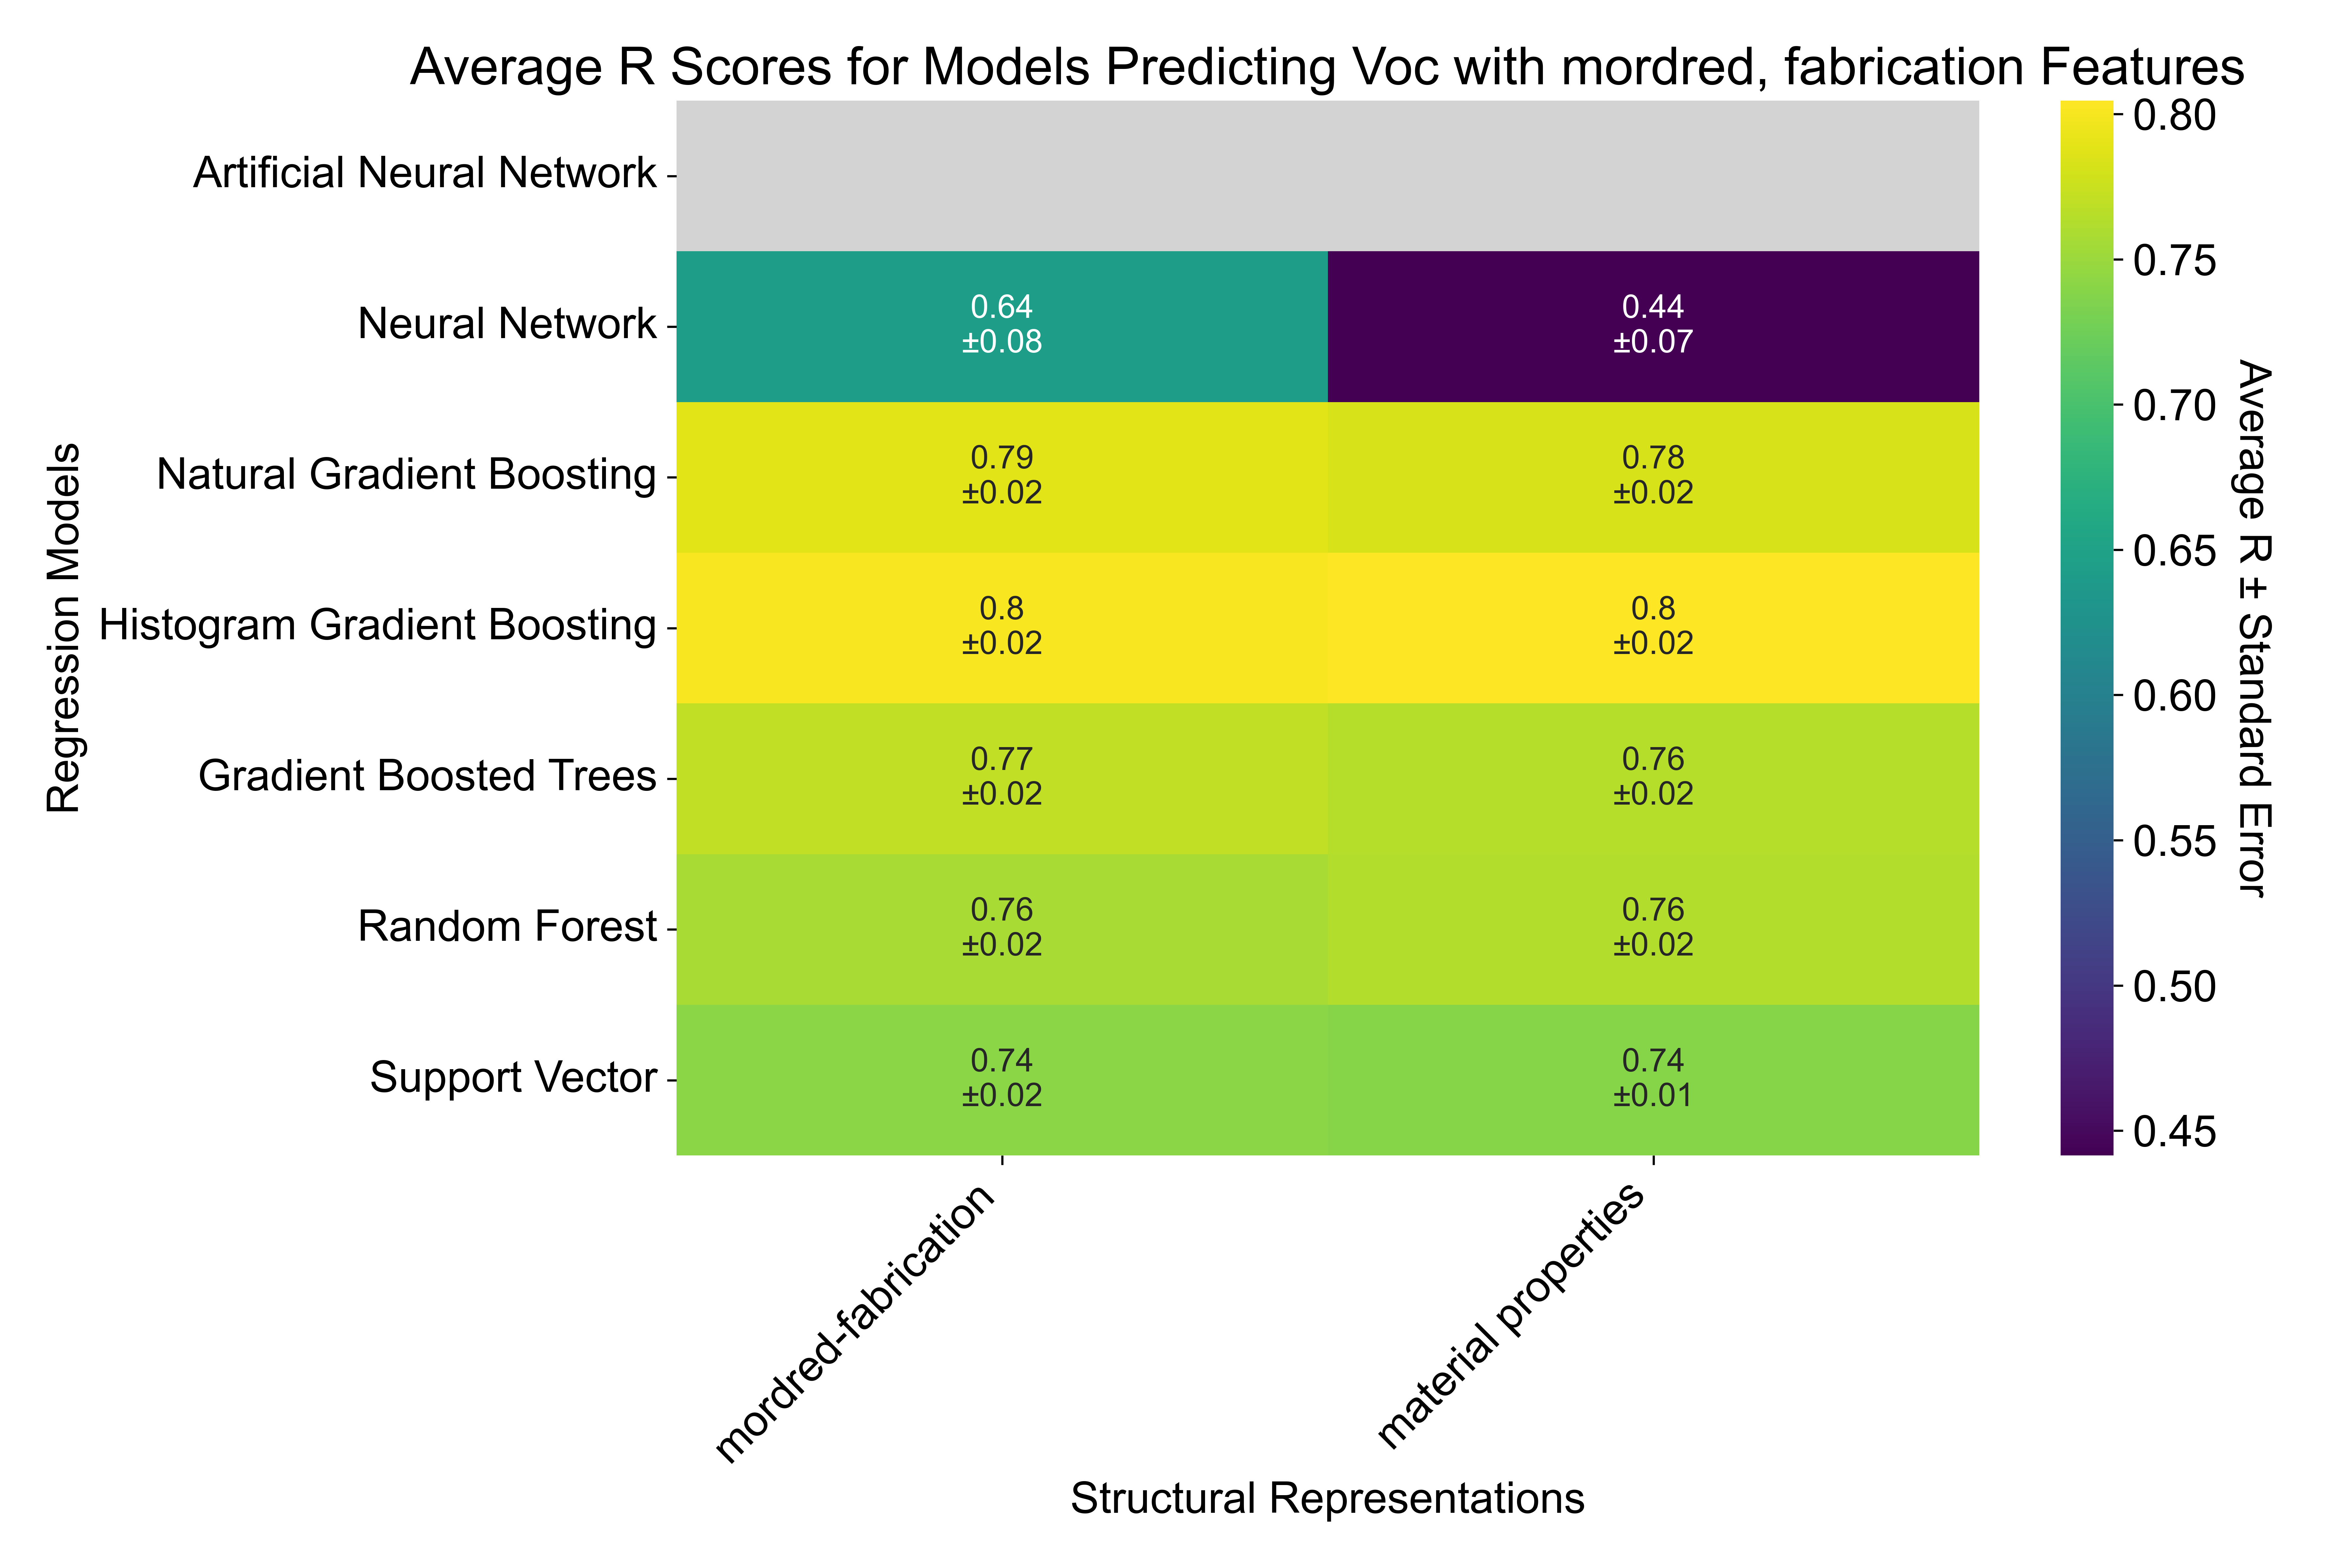 Average R Scores for Models Predicting Voc with mordred, fabrication Features
Regression Models
Artificial Neural Network
Neural Network
0.64
±0.08
0.44
±0.07
Natural Gradient Boosting
0.79
±0.02
0.78
±0.02
Histogram Gradient Boosting
0.8
±0.02
0.8
±0.02
Gradient Boosted Trees
0.77
±0.02
0.76
±0.02
Random Forest
0.76
±0.02
0.76
±0.02
Support Vector
0.74
±0.02
0.74
±0.01
mordred-fabrication
material properties
Structural Representations
0.80
0.75
0.70
0.65
0.60
0.55
0.50
0.45
Average R ± Standard Error